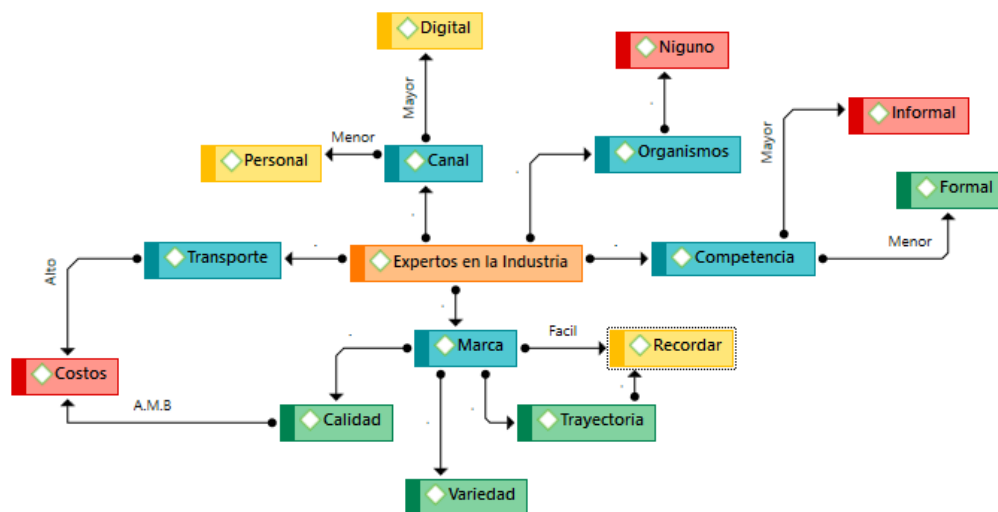 Digital
Niguno
Mayor
Informal
Mayor
Menor
Personal
Canal
Organismos
Formal
Menor
Transporte
Expertos en la Industria
Competencia
Alto
Marca
Facil
Recordar
Costos
A.M.B
Calidad
Trayectoria
Variedad